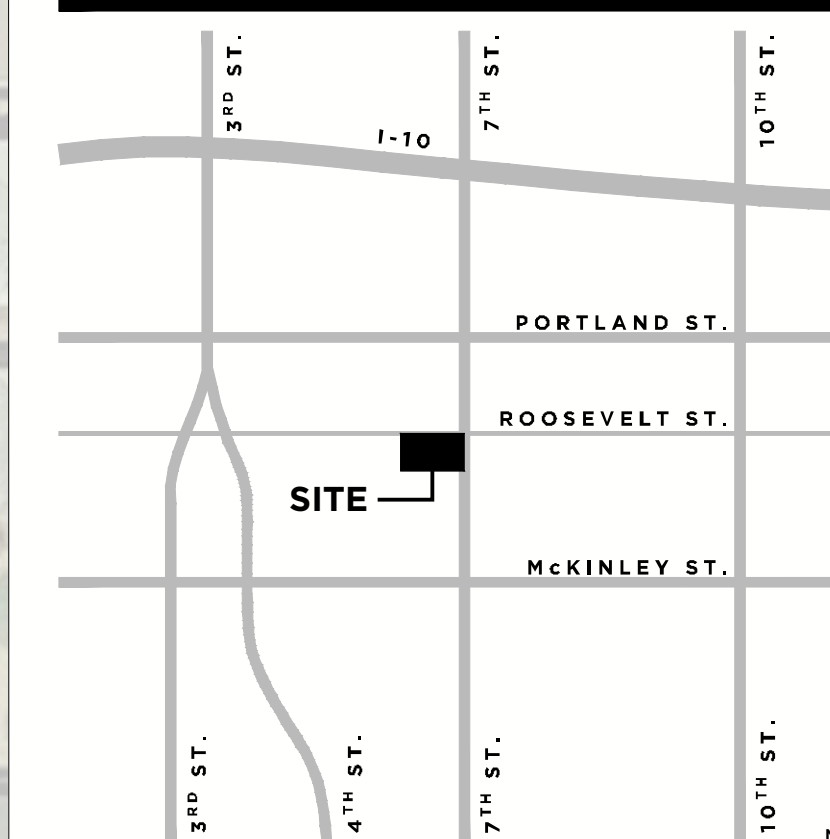 3RD ST.
7TH ST.
10TH ST.
I-10
PORTLAND ST.
ROOSEVELT ST.
SITE
McKINLEY ST.
3RD ST.
4TH ST.
7TH ST.
10TH ST.